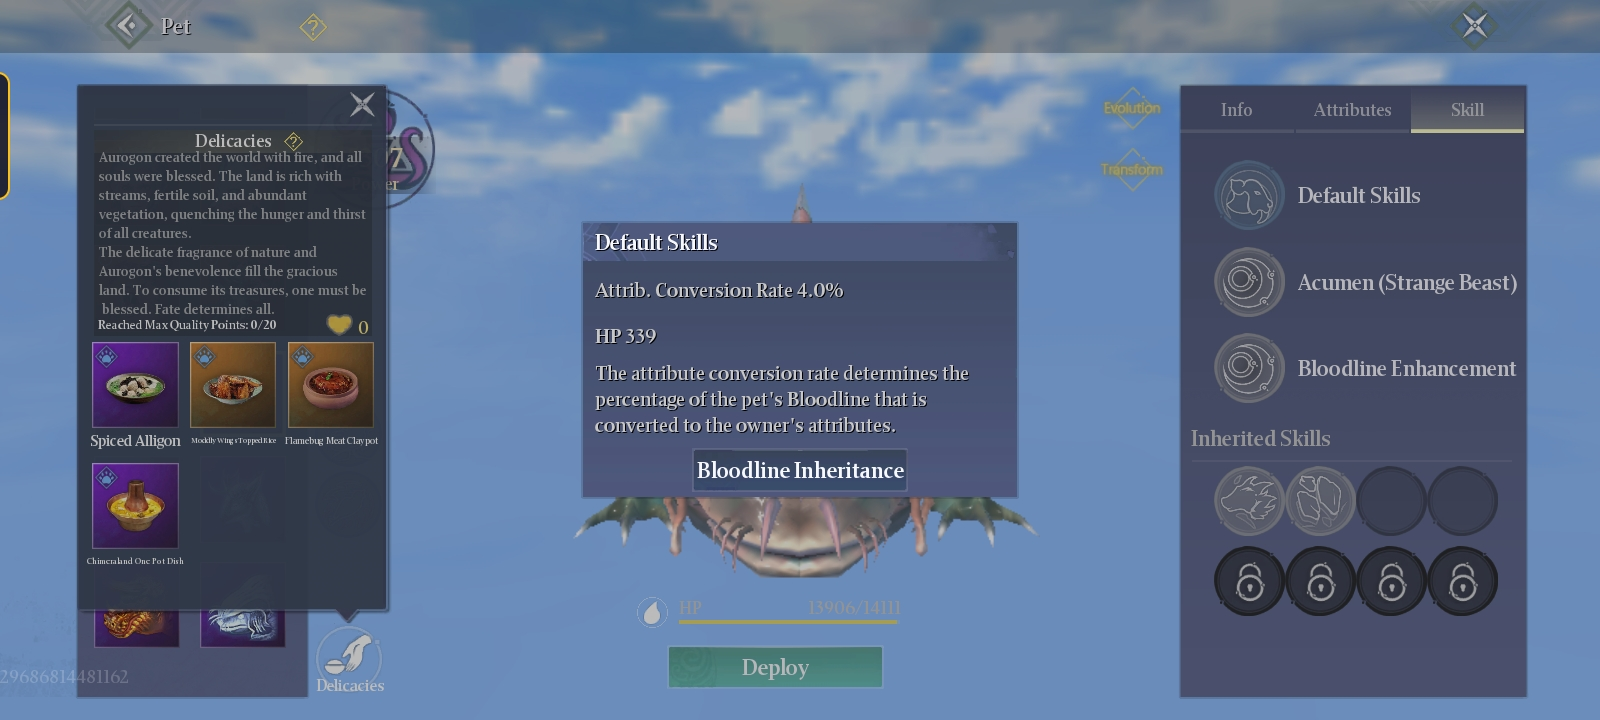 Pet
?
Delicacies ?
Aurogon created the world with fire, and all
souls were blessed. The land is rich with
streams, fertile soil, and abundant
vegetation, quenching the hunger and thirst
of all creatures.
The delicate fragrance of nature and
Aurogon's benevolence fill the gracious
land. To consume its treasures, one must be
blessed. Fate determines all.
Reached Max Quality Points: 0/20
0
Spiced Alligon
Moddly Wings Topped Rice
Flamebug Meat Claypot
Chimeraland One Pot Dish
Delicacies
29686814481162
Evolution
Transform
Default Skills
Attrib. Conversion Rate 4.0%
HP 339
The attribute conversion rate determines the
percentage of the pet's Bloodline that is
converted to the owner's attributes.
Bloodline Inheritance
HP 13906/14111
Deploy
Info Attributes Skill
Default Skills
Acumen (Strange Beast)
Bloodline Enhancement
Inherited Skills